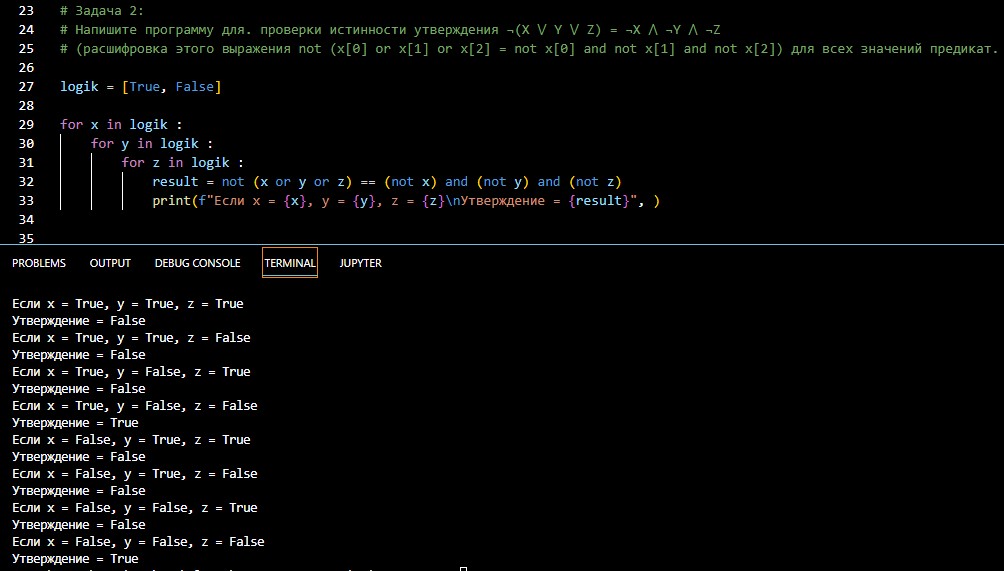 23 # Задача 2:
24 # Напишите программу для. проверки истинности утверждения ¬(X ⋁ Y ⋁ Z) = ¬X ⋀ ¬Y ⋀ ¬Z
25 # (расшифровка этого выражения not (x[0] or x[1] or x[2] = not x[0] and not x[1] and not x[2]) для всех значений предикат.
26
27 logik = [True, False]
28
29 for x in logik :
30 for y in logik :
31 for z in logik :
32 result = not (x or y or z) == (not x) and (not y) and (not z)
33 print(f"Если x = {x}, y = {y}, z = {z}\nУтверждение = {result}", )
34
35
PROBLEMS OUTPUT DEBUG CONSOLE TERMINAL JUPYTER
Если x = True, y = True, z = True
Утверждение = False
Если x = True, y = True, z = False
Утверждение = False
Если x = True, y = False, z = True
Утверждение = False
Если x = True, y = False, z = False
Утверждение = True
Если x = False, y = True, z = True
Утверждение = False
Если x = False, y = True, z = False
Утверждение = False
Если x = False, y = False, z = True
Утверждение = False
Если x = False, y = False, z = False
Утверждение = True